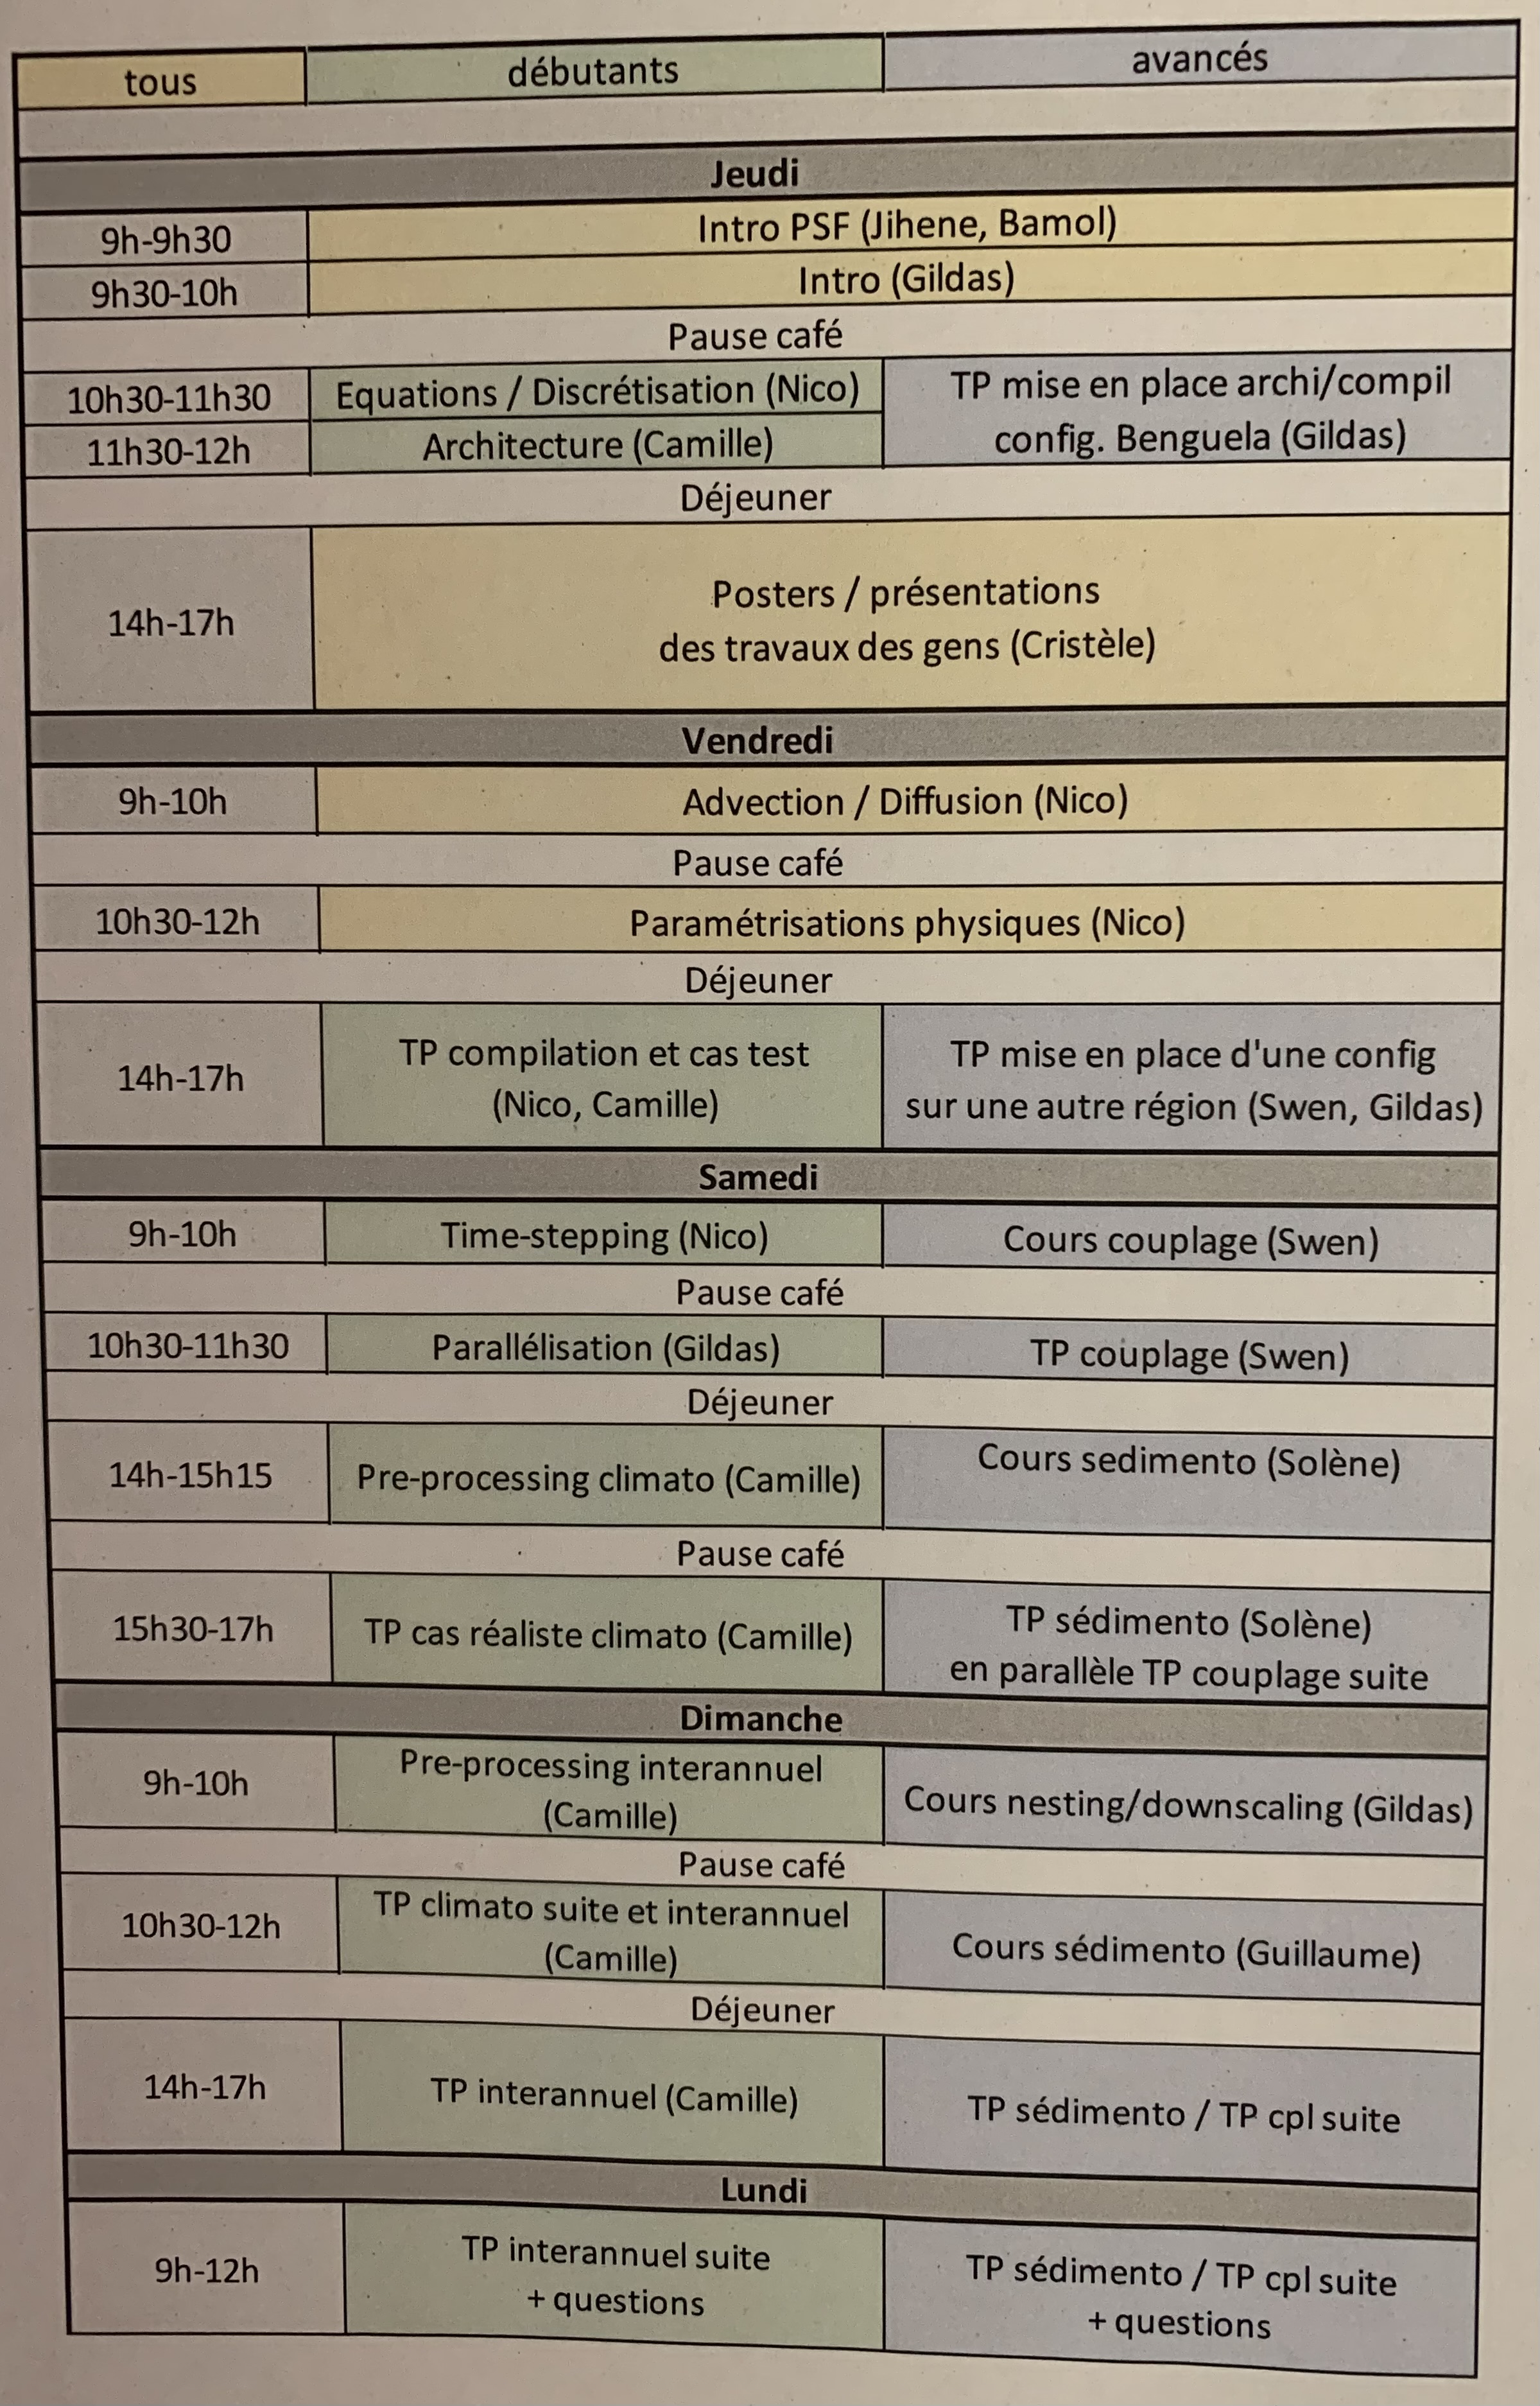 tous
débutants
avancés
Jeudi
9h-9h30
Intro PSF (Jihene, Bamol)
9h30-10h
Intro (Gildas)
Pause café
10h30-11h30
Equations / Discrétisation (Nico)
TP mise en place archi/compil
config. Benguela (Gildas)
11h30-12h
Architecture (Camille)
Déjeuner
14h-17h
Posters / présentations
des travaux des gens (Cristèle)
Vendredi
9h-10h
Advection / Diffusion (Nico)
Pause café
10h30-12h
Paramétrisations physiques (Nico)
Déjeuner
14h-17h
TP compilation et cas test
(Nico, Camille)
TP mise en place d'une config
sur une autre région (Swen, Gildas)
Samedi
9h-10h
Time-stepping (Nico)
Cours couplage (Swen)
Pause café
10h30-11h30
Parallélisation (Gildas)
TP couplage (Swen)
Déjeuner
14h-15h15
Pre-processing climato (Camille)
Cours sedimento (Solène)
Pause café
15h30-17h
TP cas réaliste climato (Camille)
TP sédimento (Solène)
en parallèle TP couplage suite
Dimanche
9h-10h
Pre-processing interannuel
(Camille)
Cours nesting/downscaling (Gildas)
Pause café
10h30-12h
TP climato suite et interannuel
(Camille)
Cours sédimento (Guillaume)
Déjeuner
14h-17h
TP interannuel (Camille)
TP sédimento / TP cpl suite
Lundi
9h-12h
TP interannuel suite
+ questions
TP sédimento / TP cpl suite
+ questions